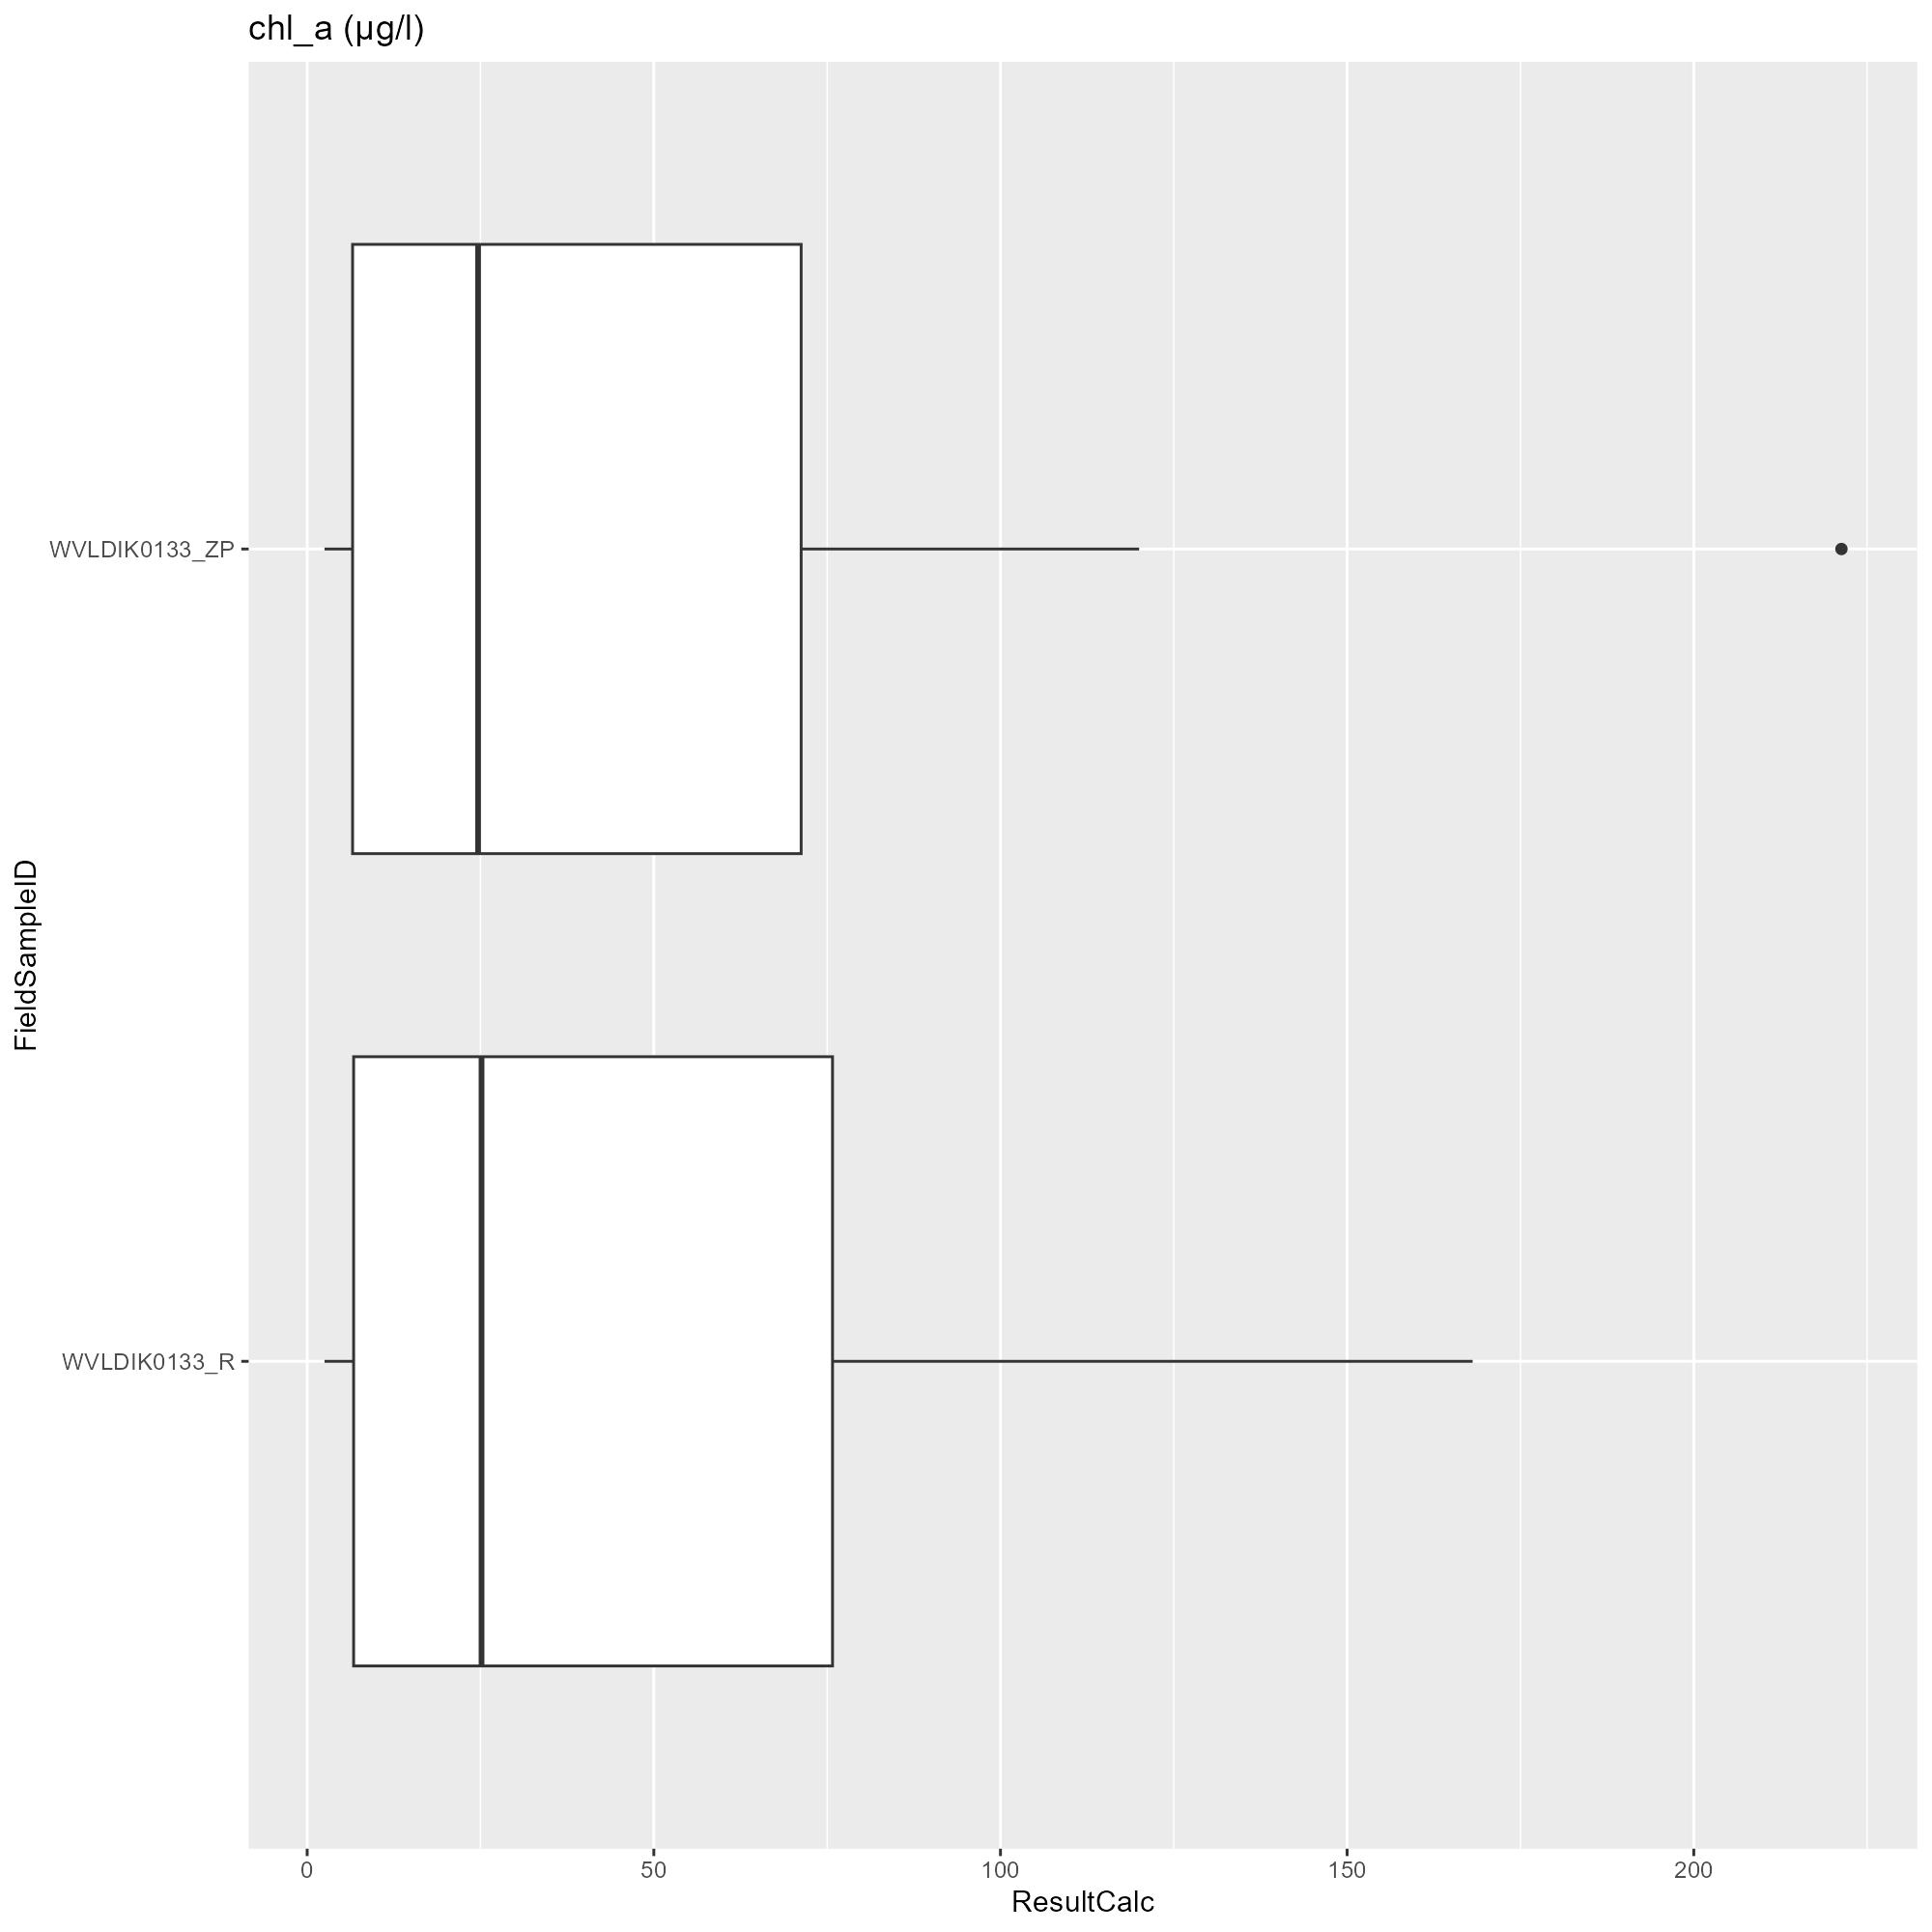 chl_a (µg/l)
FieldSampleID
WVLDIK0133_ZP
WVLDIK0133_R
0 50 100 150 200
ResultCalc